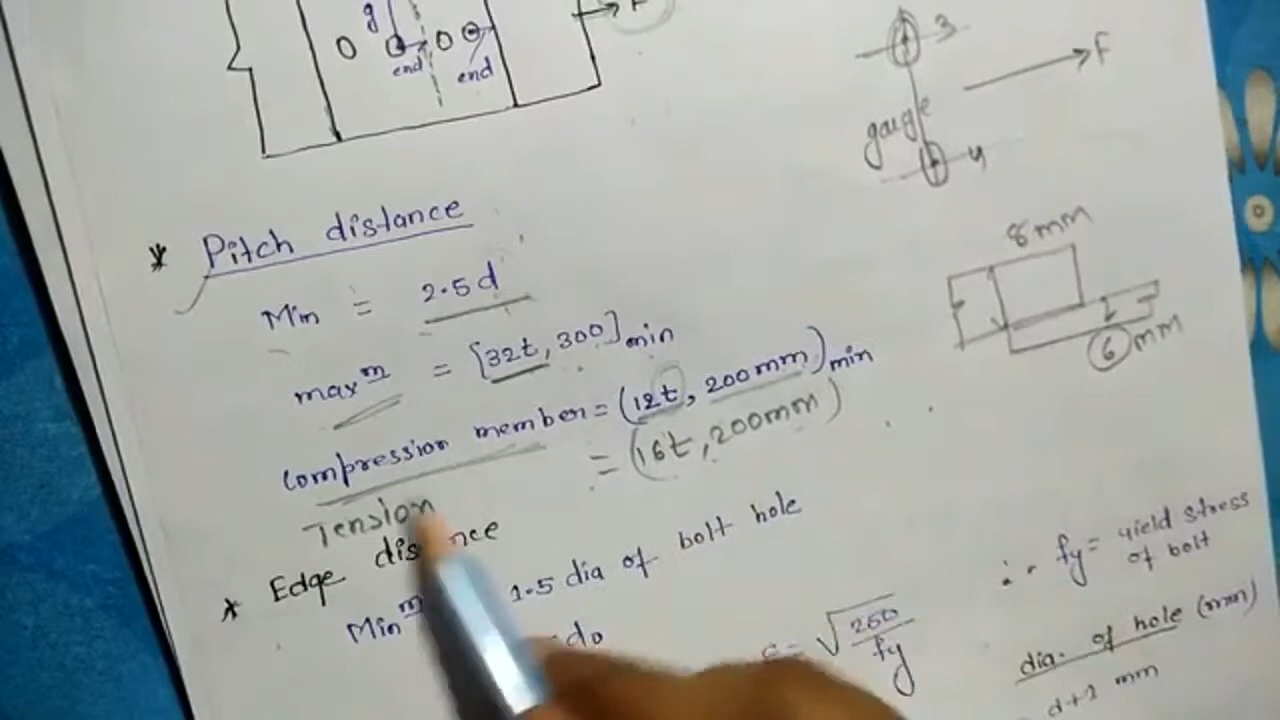 g
end
end
F
3
F
gauge
4
* Pitch distance
Min = 2.5d
max^m = [32t, 300]min
8mm
6 mm
Compression member = (12t, 200mm)min
= (16t, 200mm)
Tension
* Edge distance
Min^m 1.5 dia of bolt hole
do
√250/fy
∴ fy = yield stress of bolt
dia. of hole (mm)
mm